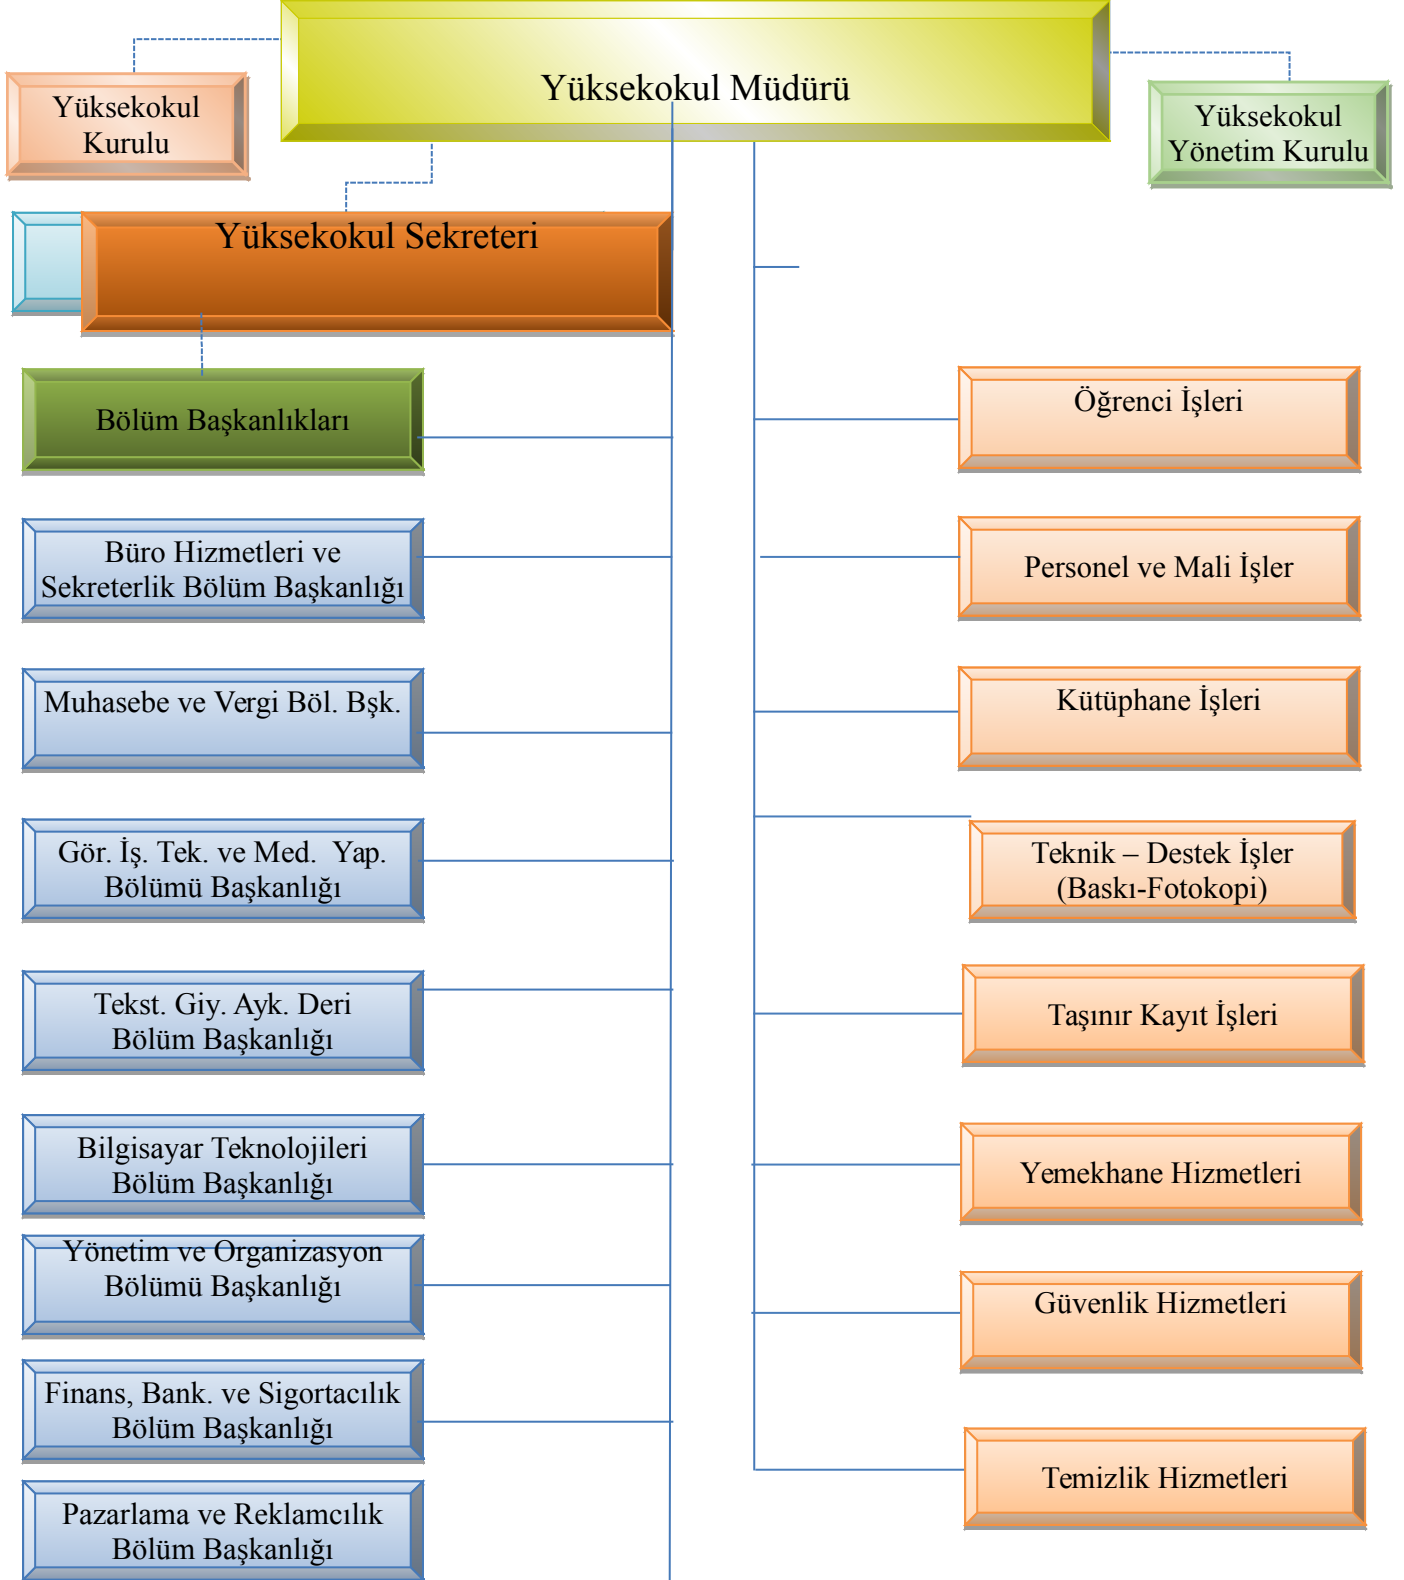 Yüksekokul Müdürü
Yüksekokul
Kurulu
Yüksekokul
Yönetim Kurulu
Yüksekokul Sekreteri
Bölüm Başkanlıkları
Büro Hizmetleri ve
Sekreterlik Bölüm Başkanlığı
Muhasebe ve Vergi Böl. Bşk.
Gör. İş. Tek. ve Med.  Yap.
Bölümü Başkanlığı
Tekst. Giy. Ayk. Deri
Bölüm Başkanlığı
Bilgisayar Teknolojileri
Bölüm Başkanlığı
Yönetim ve Organizasyon
Bölümü Başkanlığı
Finans, Bank. ve Sigortacılık
Bölüm Başkanlığı
Pazarlama ve Reklamcılık
Bölüm Başkanlığı
Öğrenci İşleri
Personel ve Mali İşler
Kütüphane İşleri
Teknik – Destek İşler
(Baskı-Fotokopi)
Taşınır Kayıt İşleri
Yemekhane Hizmetleri
Güvenlik Hizmetleri
Temizlik Hizmetleri